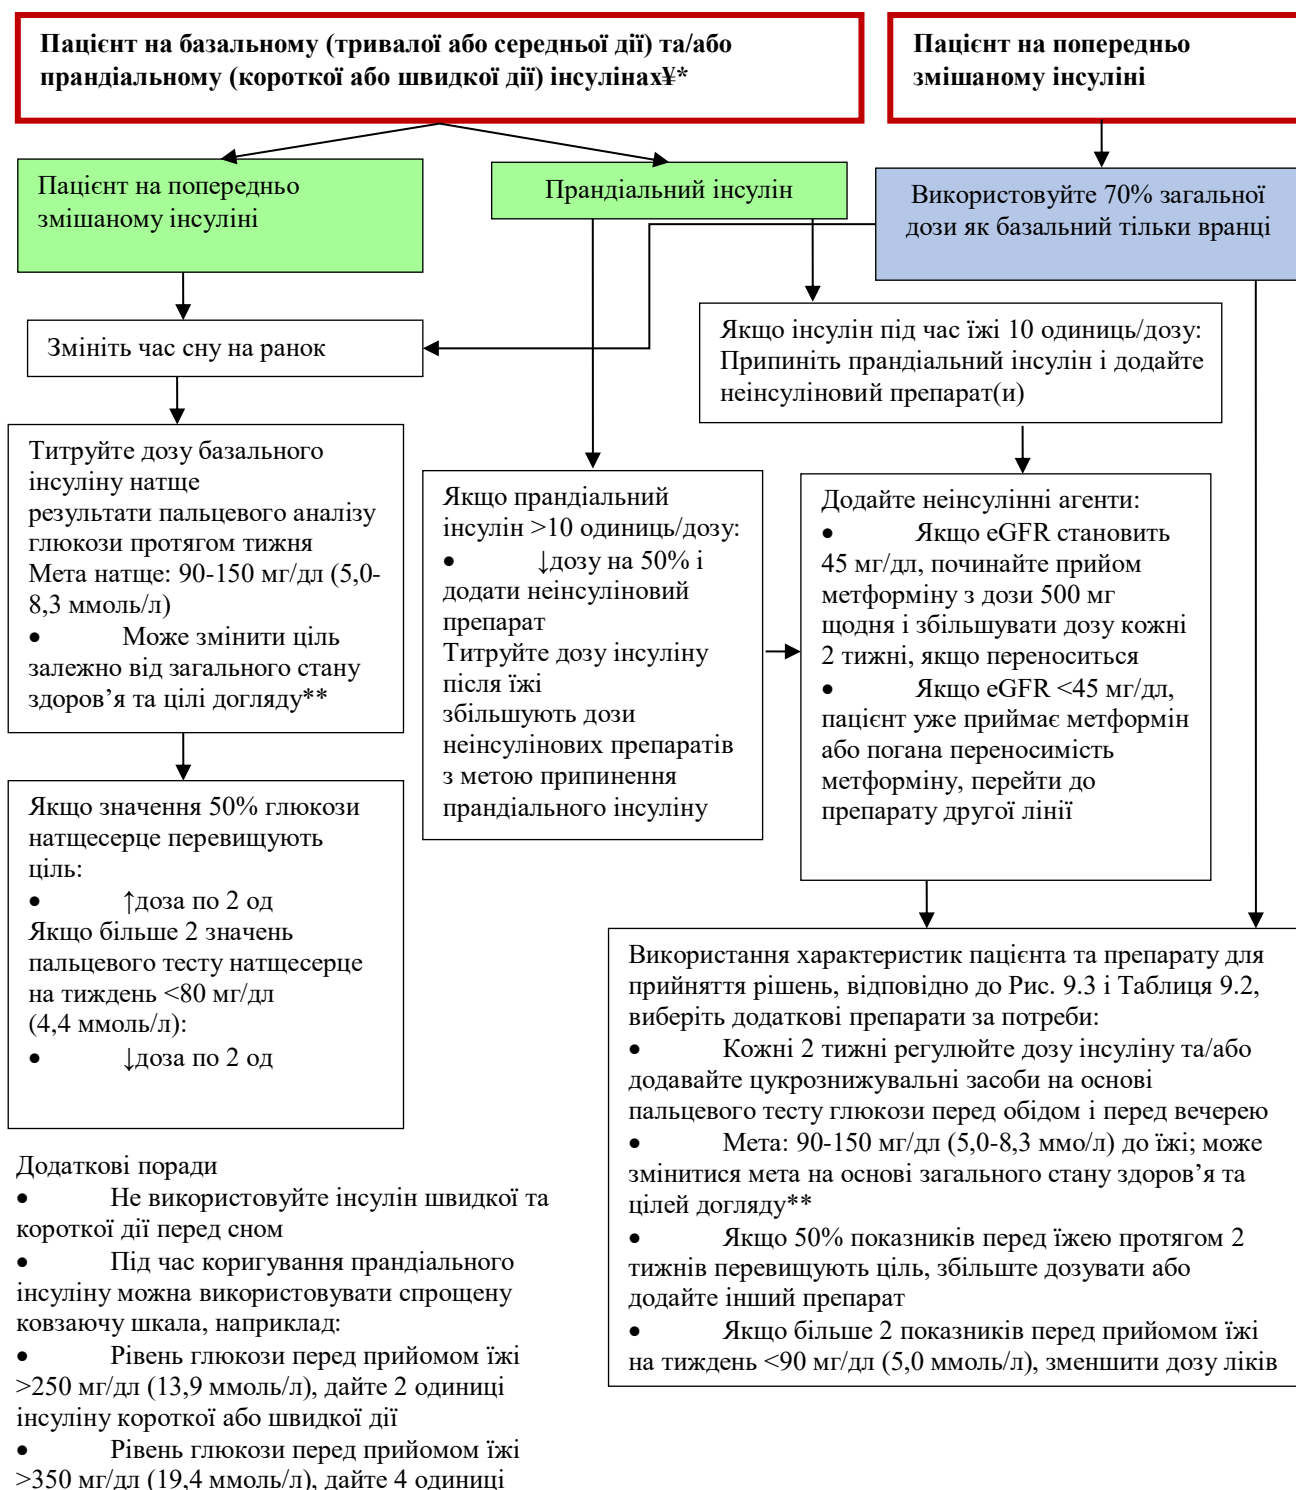 Пацієнт на базальному (тривалої або середньої дії) та/або
прандіальному (короткої або швидкої дії) інсулінах¥*
Пацієнт на попередньо
змішаному інсуліні
Пацієнт на попередньо
змішаному інсуліні
Прандіальний інсулін
Використовуйте 70% загальної
дози як базальний тільки вранці
Змініть час сну на ранок
Якщо інсулін під час їжі 10 одиниць/дозу:
Припиніть прандіальний інсулін і додайте
неінсуліновий препарат(и)
Титруйте дозу базального
інсуліну натще
результати пальцевого аналізу
глюкози протягом тижня
Мета натще: 90-150 мг/дл (5,0-
8,3 ммоль/л)
• Може змінити ціль
залежно від загального стану
здоров’я та цілі догляду**
Якщо прандіальний
інсулін >10 одиниць/дозу:
• ↓дозу на 50% і
додати неінсуліновий
препарат
Титруйте дозу інсуліну
після їжі
збільшують дози
неінсулінових препаратів
з метою припинення
прандіального інсуліну
Додайте неінсулінні агенти:
• Якщо eGFR становить
45 мг/дл, починайте прийом
метформіну з дози 500 мг
щодня і збільшувати дозу кожні
2 тижні, якщо переноситься
• Якщо eGFR <45 мг/дл,
пацієнт уже приймає метформін
або погана переносимість
метформіну, перейти до
препарату другої лінії
Якщо значення 50% глюкози
натщесерце перевищують
ціль:
• ↑доза по 2 од
Якщо більше 2 значень
пальцевого тесту натщесерце
на тиждень <80 мг/дл
(4,4 ммоль/л):
• ↓доза по 2 од
Використання характеристик пацієнта та препарату для
прийняття рішень, відповідно до Рис. 9.3 і Таблиця 9.2,
виберіть додаткові препарати за потреби:
• Кожні 2 тижні регулюйте дозу інсуліну та/або
додавайте цукрознижувальні засоби на основі
пальцевого тесту глюкози перед обідом і перед вечерею
• Мета: 90-150 мг/дл (5,0-8,3 ммо/л) до їжі; може
змінитися мета на основі загального стану здоров’я та
цілей догляду**
• Якщо 50% показників перед їжею протягом 2
тижнів перевищують ціль, збільште дозувати або
додайте інший препарат
• Якщо більше 2 показників перед прийомом їжі
на тиждень <90 мг/дл (5,0 ммоль/л), зменшити дозу ліків
Додаткові поради
• Не використовуйте інсулін швидкої та
короткої дії перед сном
• Під час коригування прандіального
інсуліну можна використовувати спрощену
ковзаючу шкала, наприклад:
• Рівень глюкози перед прийомом їжі
>250 мг/дл (13,9 ммоль/л), дайте 2 одиниці
інсуліну короткої або швидкої дії
• Рівень глюкози перед прийомом їжі
>350 мг/дл (19,4 ммоль/л), дайте 4 одиниці